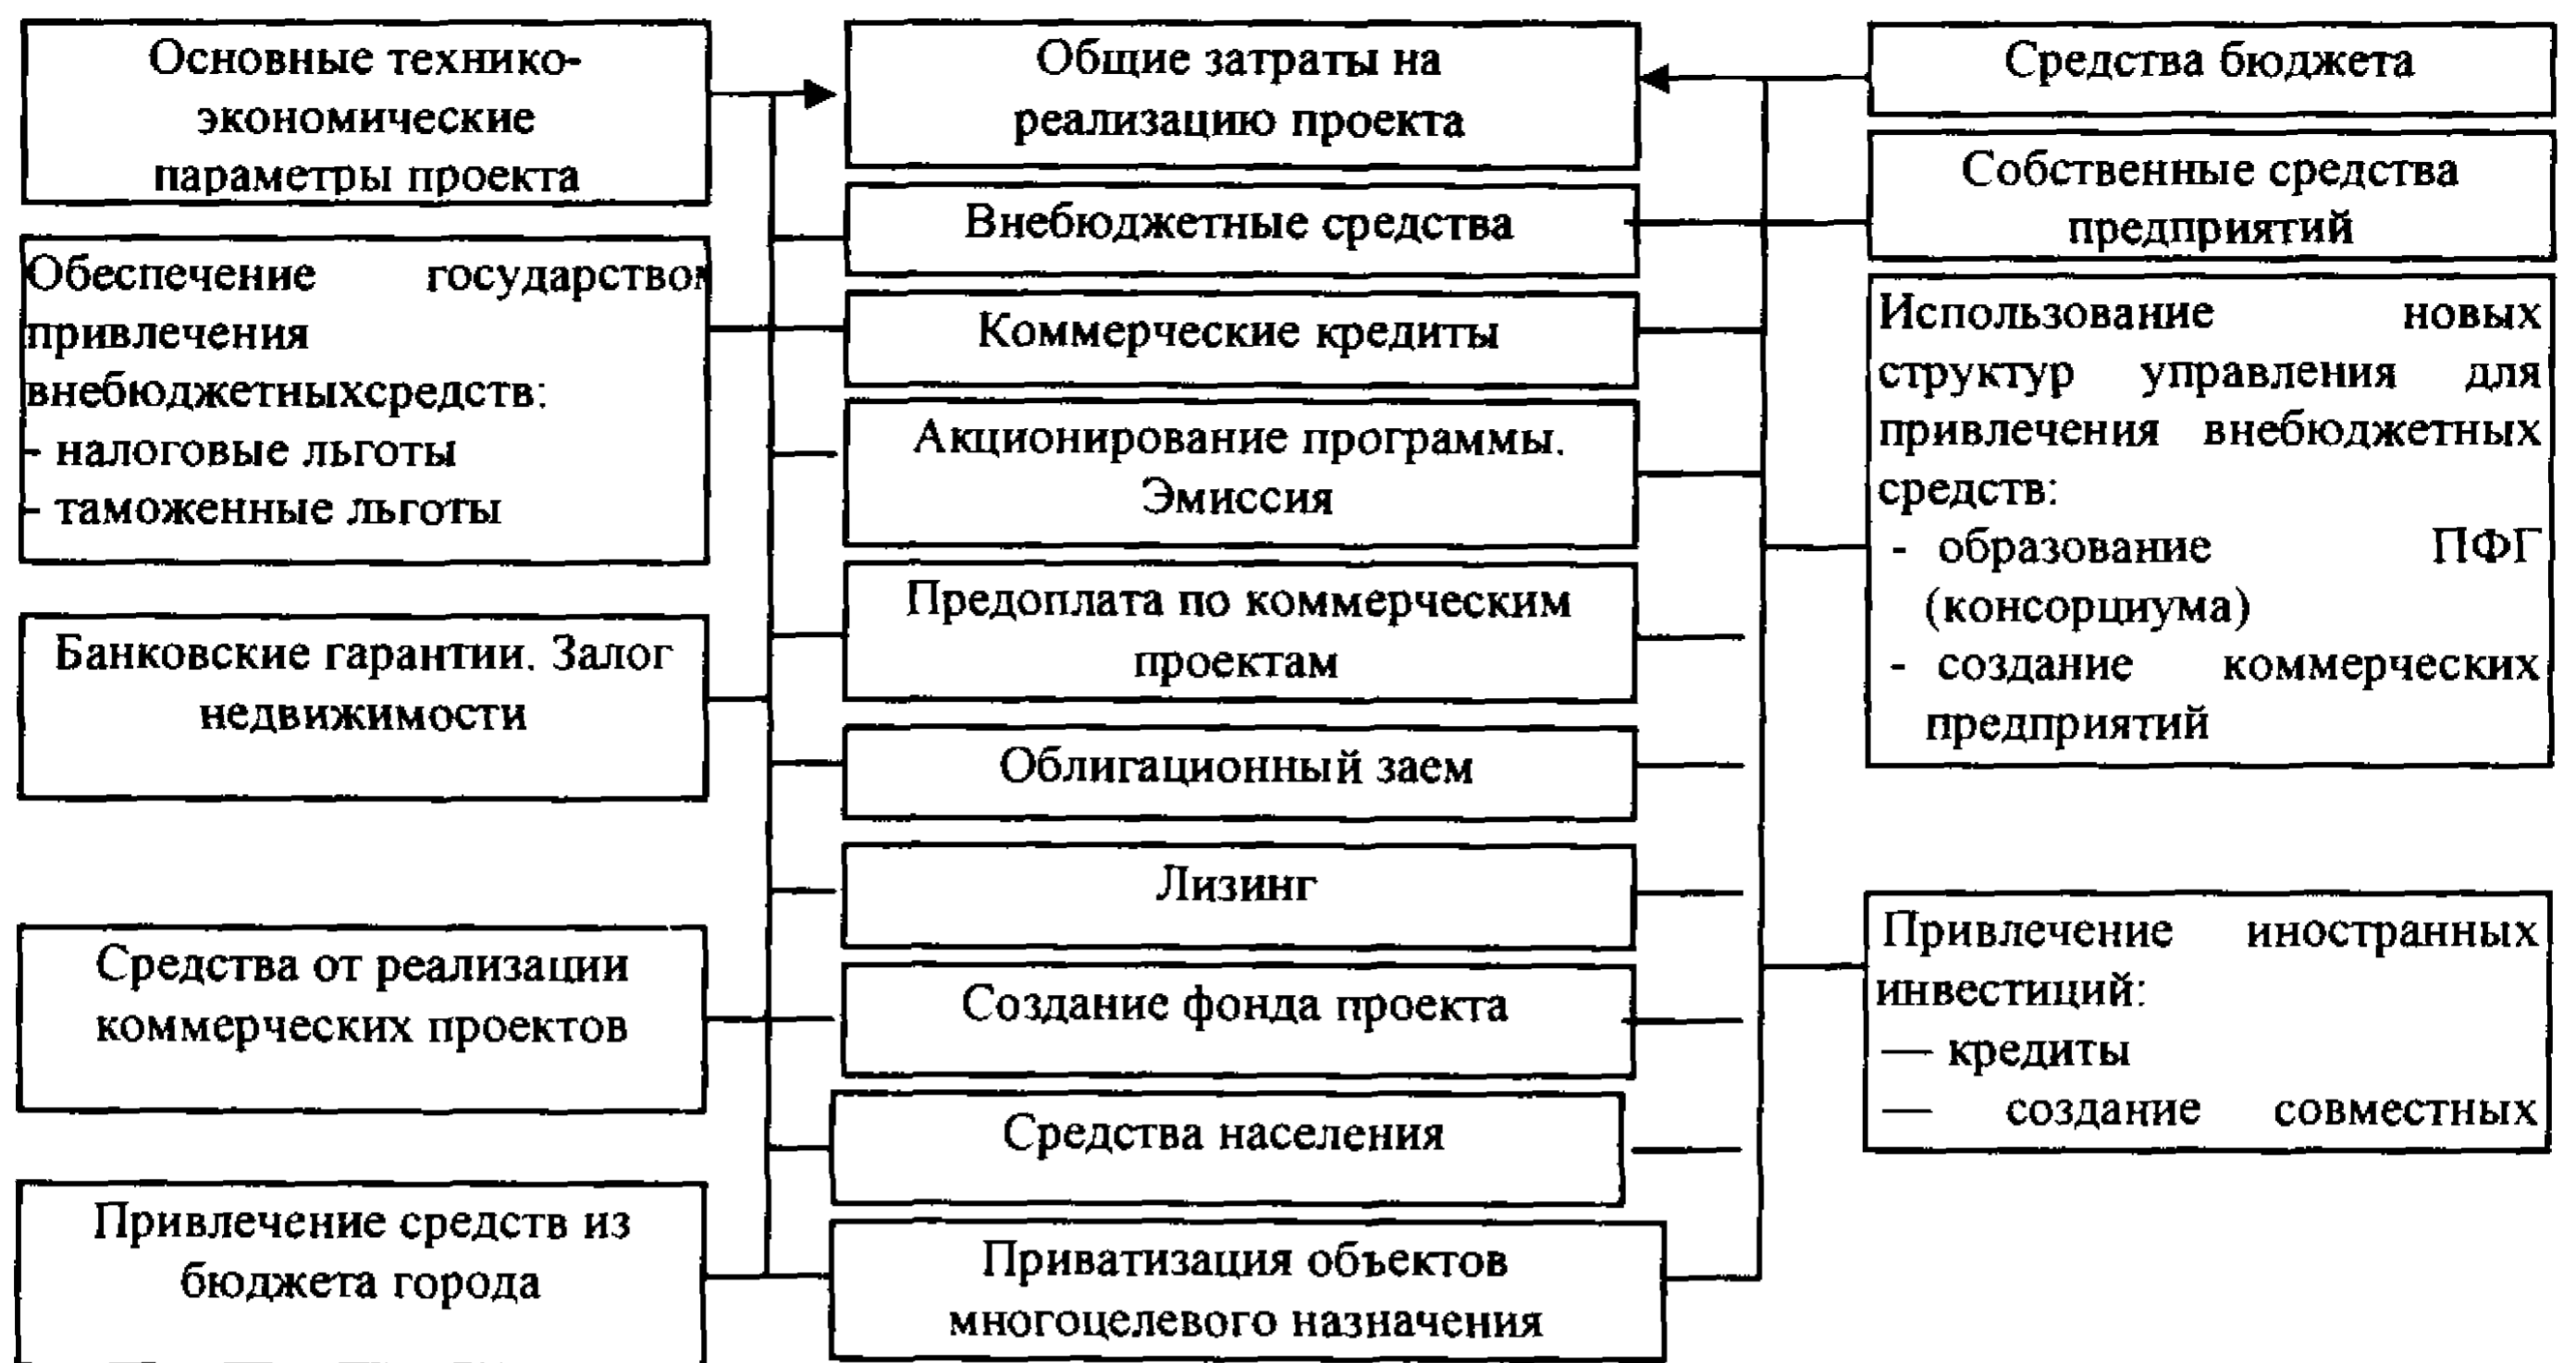 Основные технико-
экономические
параметры проекта
Обеспечение государством
привлечения
внебюджетныхсредств:
- налоговые льготы
- таможенные льготы
Банковские гарантии. Залог
недвижимости
Средства от реализации
коммерческих проектов
Привлечение средств из
бюджета города
Общие затраты на
реализацию проекта
Внебюджетные средства
Коммерческие кредиты
Акционирование программы.
Эмиссия
Предоплата по коммерческим
проектам
Облигационный заем
Лизинг
Создание фонда проекта
Средства населения
Приватизация объектов
многоцелевого назначения
Средства бюджета
Собственные средства
предприятий
Использование новых
структур управления для
привлечения внебюджетных
средств:
- образование ПФГ
(консорциума)
- создание коммерческих
предприятий
Привлечение иностранных
инвестиций:
— кредиты
— создание совместных